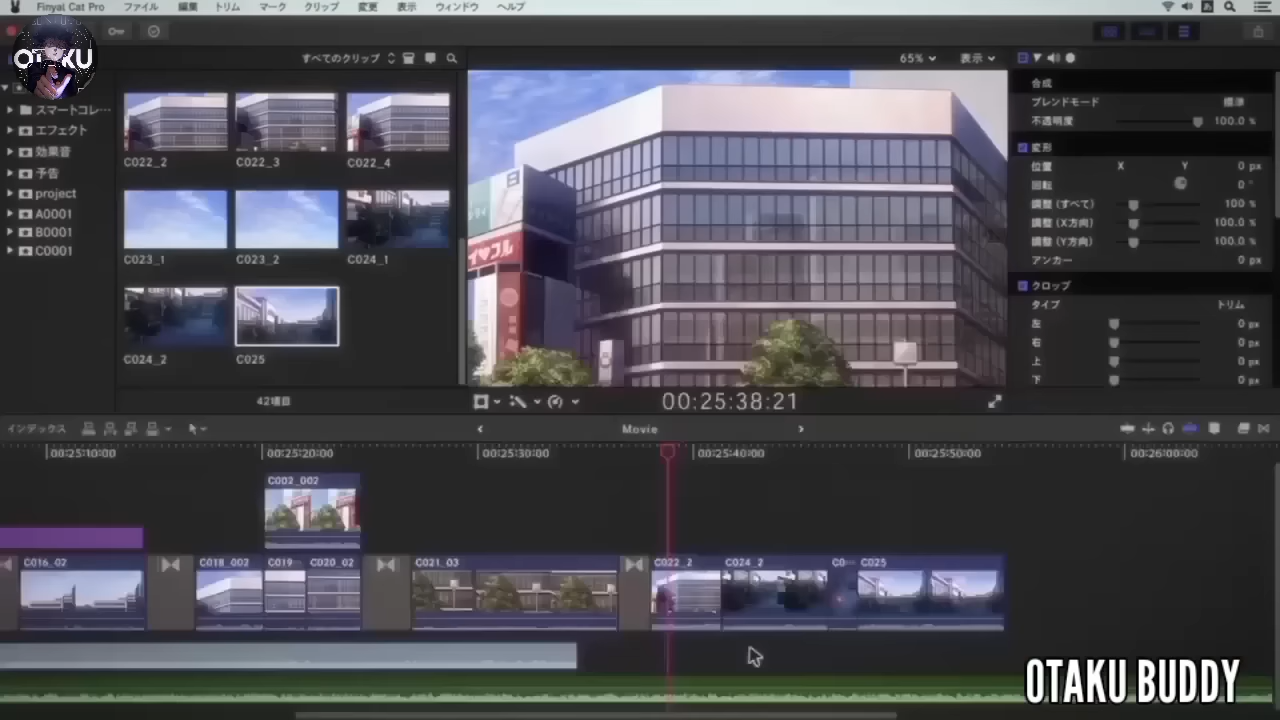 Finyal Cat Pro ファイル 編集 トリム マーク クリップ 変更 表示 ウィンドウ ヘルプ
OTAKU
すべてのクリップ
65%
表示
スマートコレ…
エフェクト
効果音
予告
project
A0001
B0001
C0001
C022_2
C022_3
C022_4
C023_1
C023_2
C024_1
C024_2
C025
42項目
00:25:38:21
合成
ブレンドモード 標準
不透明度 100.0 %
変形
位置 X Y 0 px
回転 0 °
調整 (すべて) 100 %
調整 (X方向) 100.0 %
調整 (Y方向) 100.0 %
アンカー 0 px
クロップ
タイプ トリム
左 0 px
右 0 px
上 0 px
下 0 px
インデックス
Movie
00:25:10:00 00:25:20:00 00:25:30:00 00:25:40:00 00:25:50:00 00:26:00:00
C002_002
C016_02 C018_002 C019 C020_02 C021_03 C022_2 C024_2 C0 C025
OTAKU BUDDY